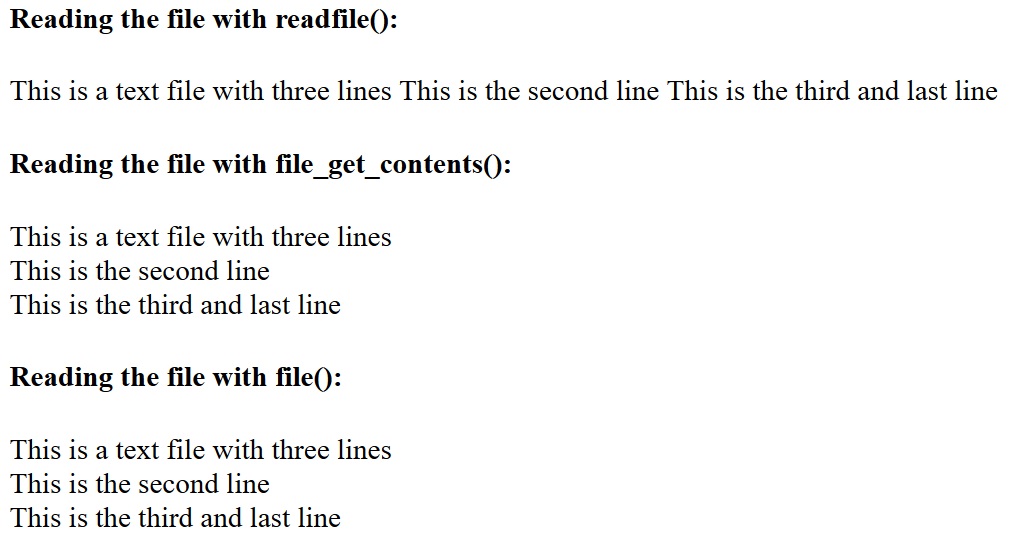 Reading the file with readfile():
This is a text file with three lines This is the second line This is the third and last line
Reading the file with file_get_contents():
This is a text file with three lines
This is the second line
This is the third and last line
Reading the file with file():
This is a text file with three lines
This is the second line
This is the third and last line